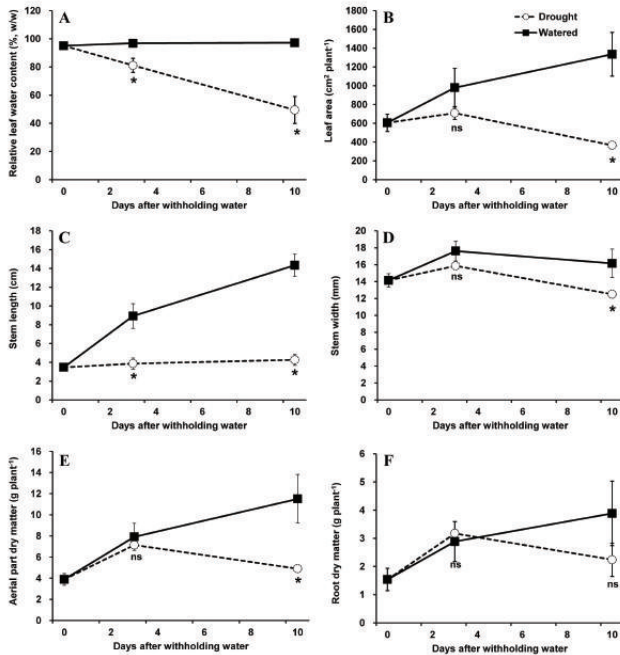 A
Relative leaf water content (%, w/w)
120
100
80
60
40
20
0
*
*
0 2 4 6 8 10
Days after withholding water
B
Drought
Watered
Leaf area (cm² plant⁻¹)
1800
1600
1400
1200
1000
800
600
400
200
0
ns
*
0 2 4 6 8 10
Days after withholding water
C
Stem length (cm)
18
16
14
12
10
8
6
4
2
0
*
*
0 2 4 6 8 10
Days after withholding water
D
Stem width (mm)
20
18
16
14
12
10
8
6
4
2
0
ns
*
0 2 4 6 8 10
Days after withholding water
E
Aerial part dry matter (g plant⁻¹)
16
14
12
10
8
6
4
2
0
ns
*
0 2 4 6 8 10
Days after withholding water
F
Root dry matter (g plant⁻¹)
6
5
4
3
2
1
0
ns
ns
0 2 4 6 8 10
Days after withholding water